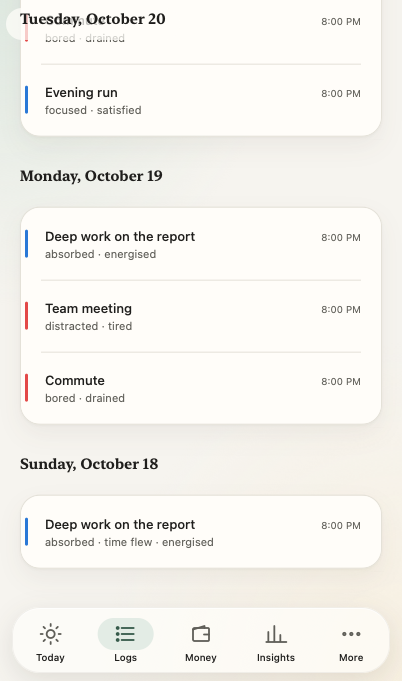 Tuesday, October 20
8:00 PM
bored · drained
Evening run
8:00 PM
focused · satisfied
Monday, October 19
Deep work on the report
8:00 PM
absorbed · energised
Team meeting
8:00 PM
distracted · tired
Commute
8:00 PM
bored · drained
Sunday, October 18
Deep work on the report
8:00 PM
absorbed · time flew · energised
Today
Logs
Money
Insights
More